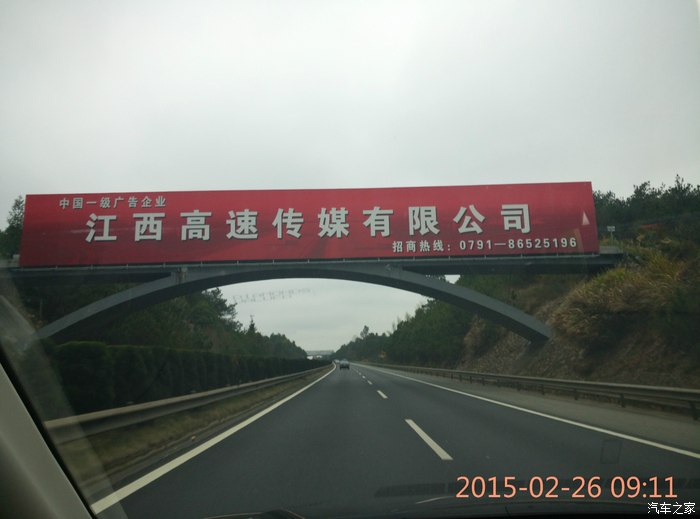 中国一级广告企业
江西高速传媒有限公司
招商热线：0791-86525196
2015-02-26 09:11
汽车之家